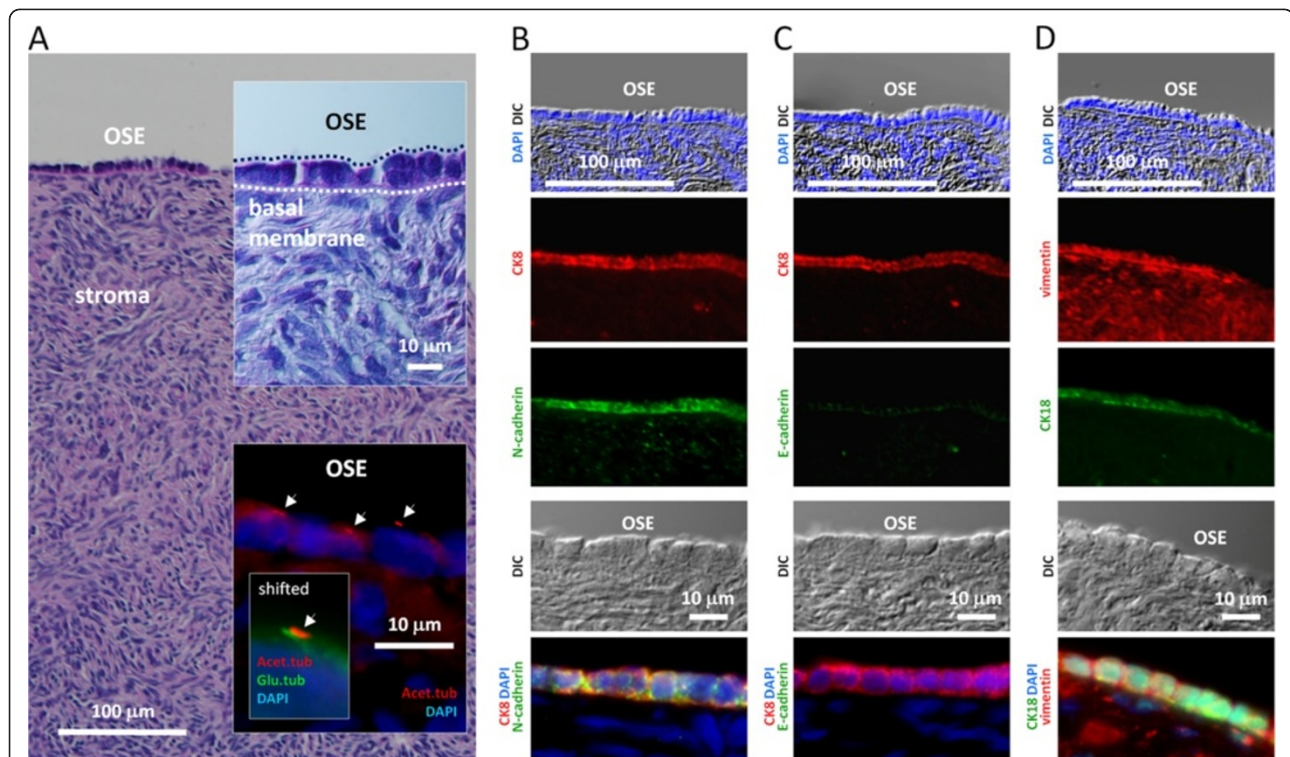 A
OSE
stroma
100 μm
OSE
basal
membrane
10 μm
OSE
shifted
Acet.tub
Glu.tub
DAPI
10 μm
Acet.tub
DAPI
B
OSE
DAPI DIC
100 μm
CK8
N-cadherin
OSE
DIC
10 μm
CK8 DAPI
N-cadherin
C
OSE
DAPI DIC
100 μm
CK8
E-cadherin
OSE
DIC
10 μm
CK8 DAPI
E-cadherin
D
OSE
DAPI DIC
100 μm
vimentin
CK18
OSE
DIC
10 μm
CK18 DAPI
vimentin